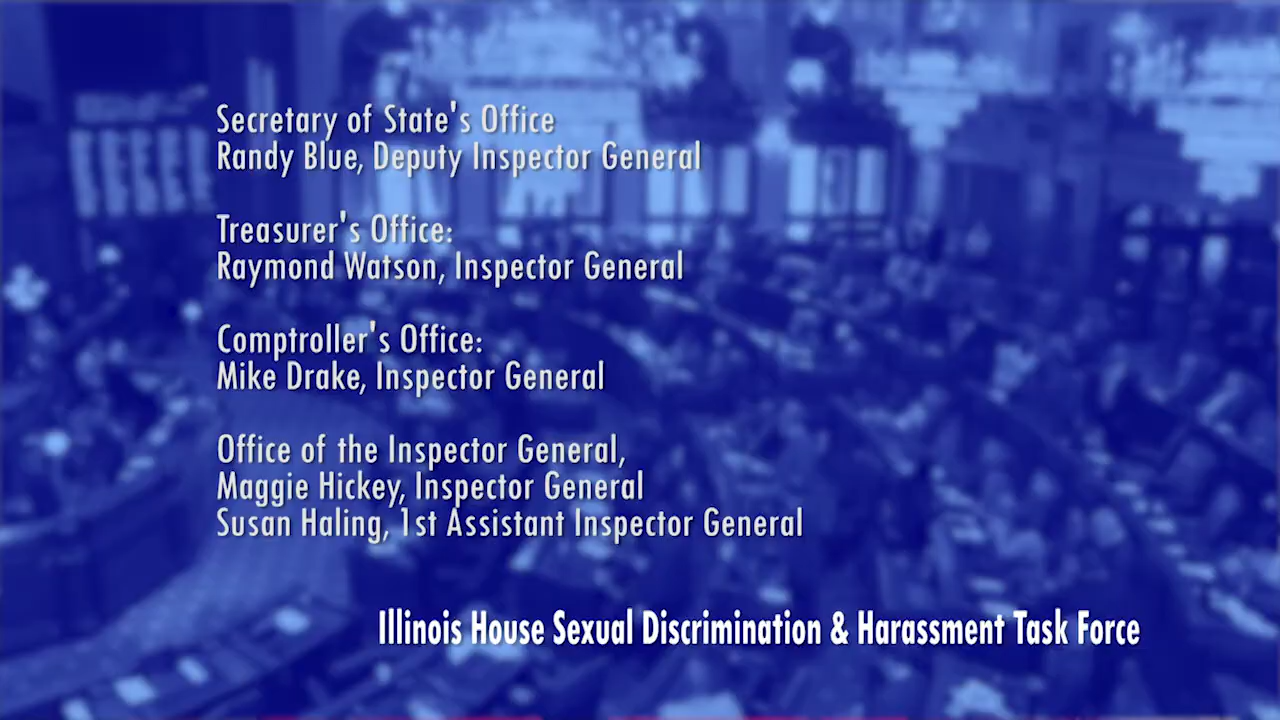 Secretary of State's Office
Randy Blue, Deputy Inspector General
Treasurer's Office:
Raymond Watson, Inspector General
Comptroller's Office:
Mike Drake, Inspector General
Office of the Inspector General,
Maggie Hickey, Inspector General
Susan Haling, 1st Assistant Inspector General
Illinois House Sexual Discrimination & Harassment Task Force